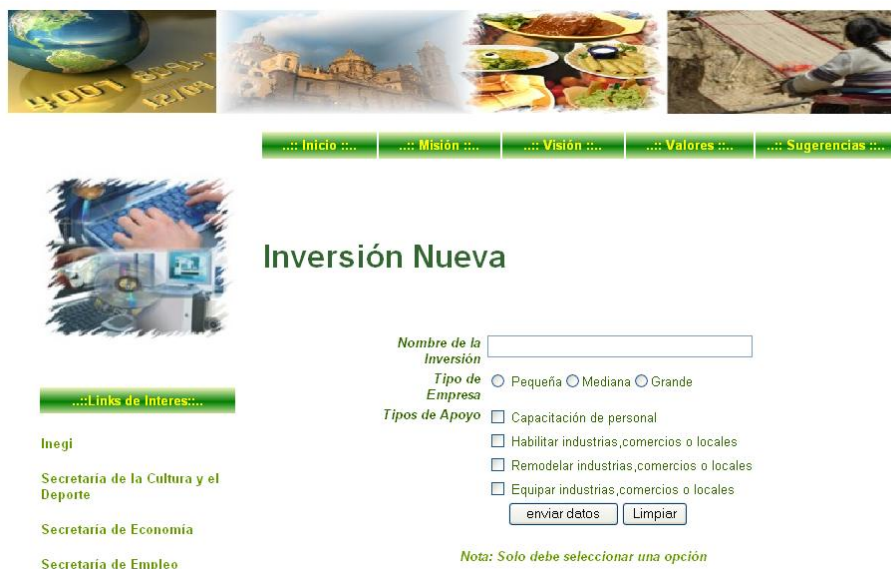 4007
12/04
..:: Inicio ::.. ..:: Misión ::.. ..:: Visión ::.. ..:: Valores ::.. ..:: Sugerencias ::..
Inversión Nueva
Nombre de la
Inversión
Tipo de
Empresa
Pequeña Mediana Grande
Tipos de Apoyo
Capacitación de personal
Habilitar industrias,comercios o locales
Remodelar industrias,comercios o locales
Equipar industrias,comercios o locales
enviar datos Limpiar
Nota: Solo debe seleccionar una opción
..::Links de Interes::..
Inegi
Secretaría de la Cultura y el
Deporte
Secretaría de Economía
Secretaría de Empleo